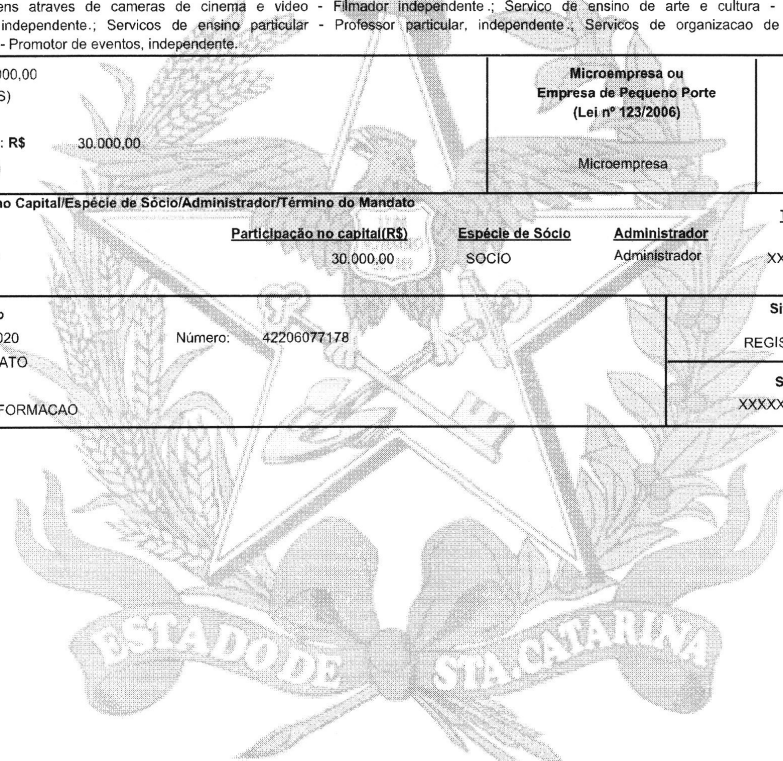 ens atraves de cameras de cinema e video - Filmador independente.; Servico de ensino de arte e cultura -
independente.; Servicos de ensino particular - Professor particular, independente.; Servicos de organizacao de
- Promotor de eventos, independente.
000,00
S)
: R$ 30.000,00
Microempresa ou
Empresa de Pequeno Porte
(Lei nº 123/2006)
Microempresa
no Capital/Espécie de Sócio/Administrador/Término do Mandato
Participação no capital(R$) Espécie de Sócio Administrador
30.000,00 SOCIO Administrador XX
020 Número: 42206077178
ATO
FORMACAO
Si
REGIS
S
XXXXX
ESTADO DE STA.CATARINA